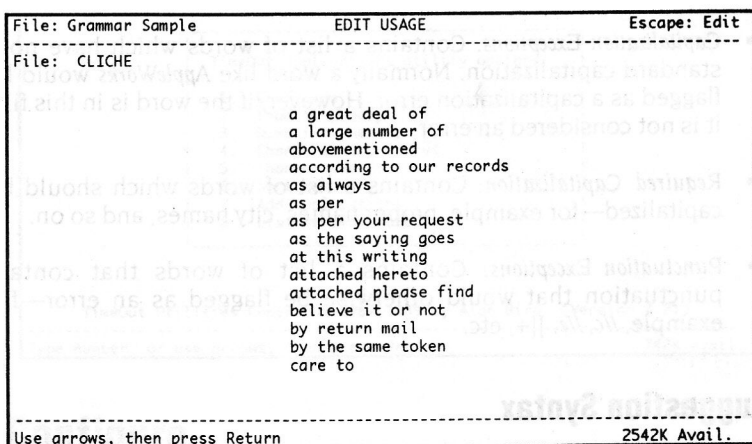 File: Grammar Sample EDIT USAGE Escape: Edit
File: CLICHE
a great deal of
a large number of
abovementioned
according to our records
as always
as per
as per your request
as the saying goes
at this writing
attached hereto
attached please find
believe it or not
by return mail
by the same token
care to
Use arrows, then press Return 2542K Avail.